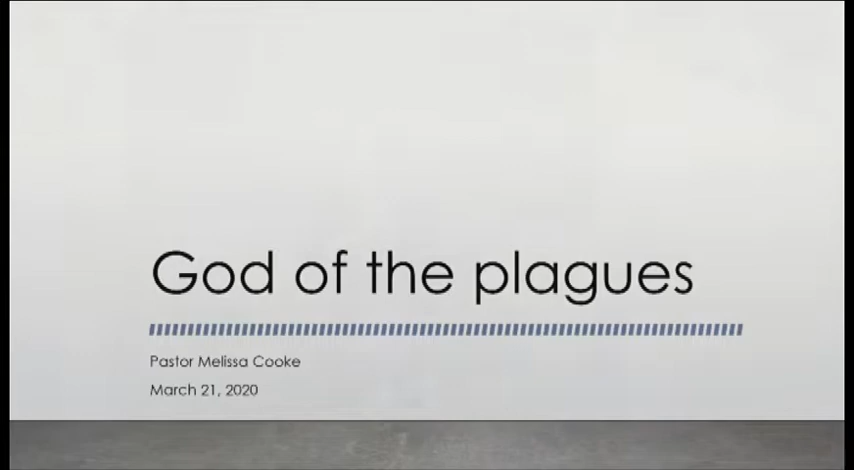 God of the plagues
Pastor Melissa Cooke
March 21, 2020